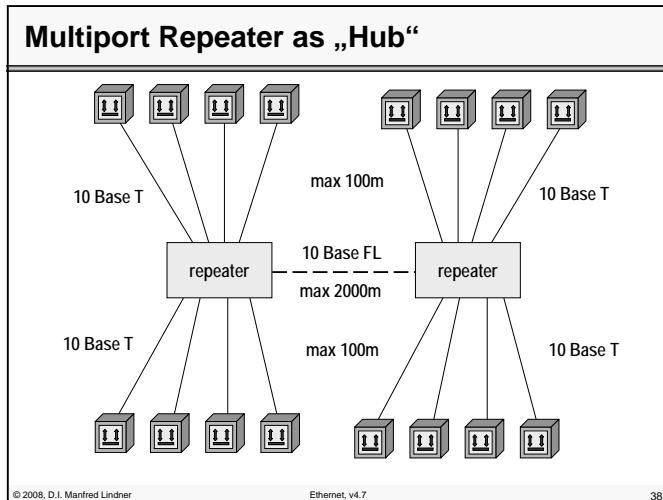 Multiport Repeater as „Hub“
10 Base T
max 100m
10 Base T
repeater
10 Base FL
max 2000m
repeater
10 Base T
max 100m
10 Base T
© 2008, D.I. Manfred Lindner
Ethernet, v4.7
38